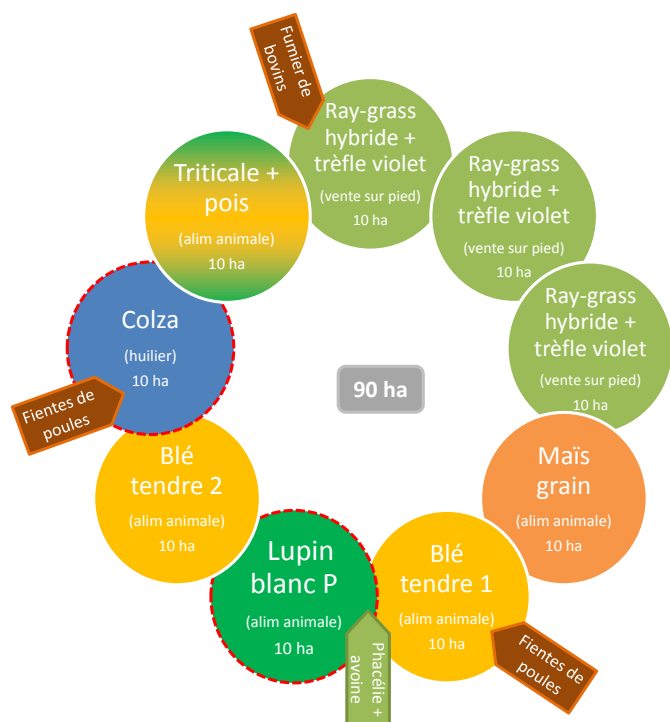 Fumier de
bovins
Ray-grass
hybride +
trèfle violet
(vente sur pied)
10 ha
Ray-grass
hybride +
trèfle violet
(vente sur pied)
10 ha
Ray-grass
hybride +
trèfle violet
(vente sur pied)
10 ha
Maïs
grain
(alim animale)
10 ha
Fientes de
poules
Blé
tendre 1
(alim animale)
10 ha
Phacélie +
avoine
Lupin
blanc P
(alim animale)
10 ha
Blé
tendre 2
(alim animale)
10 ha
Fientes de
poules
Colza
(huilier)
10 ha
Triticale +
pois
(alim animale)
10 ha
90 ha